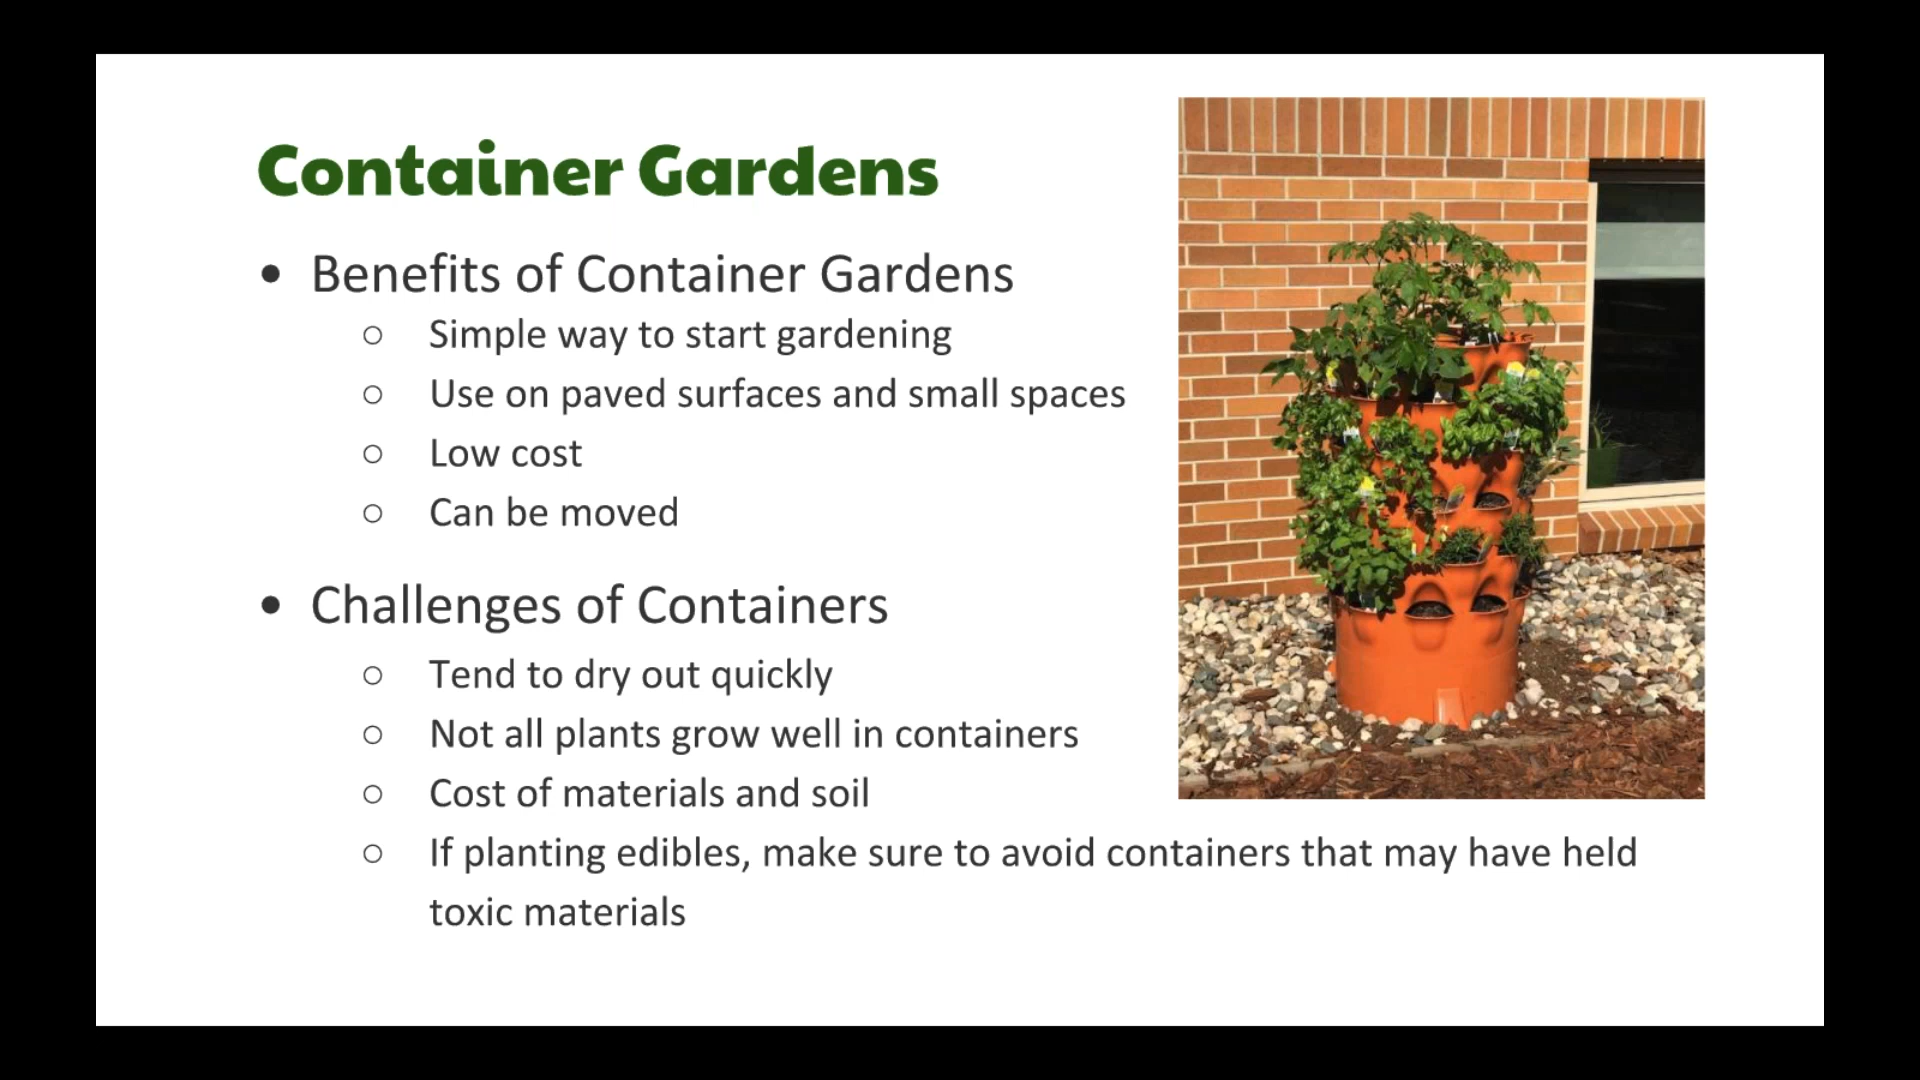 Container Gardens
• Benefits of Container Gardens
○ Simple way to start gardening
○ Use on paved surfaces and small spaces
○ Low cost
○ Can be moved
• Challenges of Containers
○ Tend to dry out quickly
○ Not all plants grow well in containers
○ Cost of materials and soil
○ If planting edibles, make sure to avoid containers that may have held
toxic materials